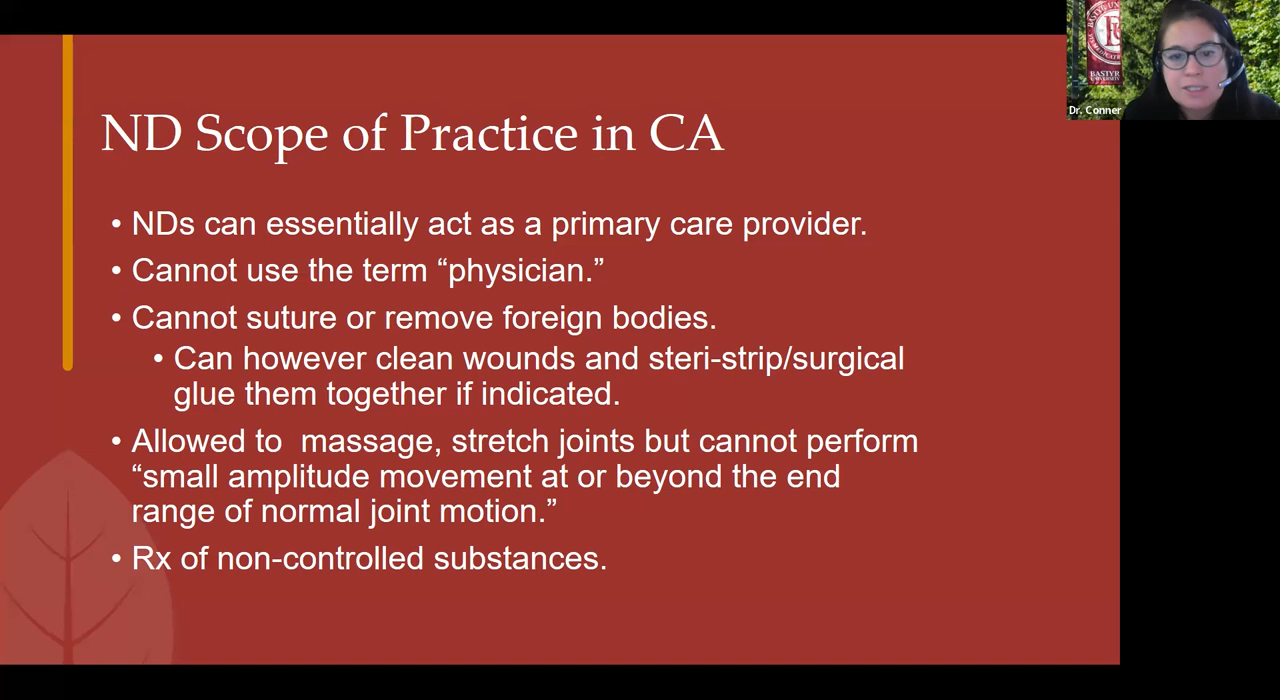 ND Scope of Practice in CA
• NDs can essentially act as a primary care provider.
• Cannot use the term “physician.”
• Cannot suture or remove foreign bodies.
• Can however clean wounds and steri-strip/surgical
glue them together if indicated.
• Allowed to  massage, stretch joints but cannot perform
“small amplitude movement at or beyond the end
range of normal joint motion.”
• Rx of non-controlled substances.
BASTYR
UNIVERSITY
Dr. Conner